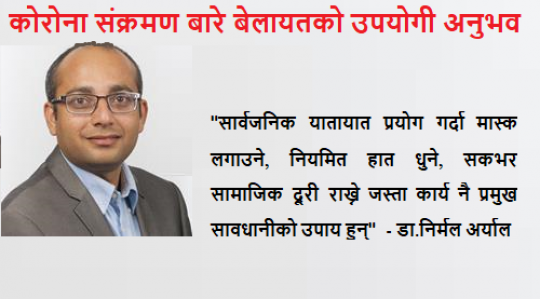 कोरोना संक्रमण बारे बेलायतको उपयोगी अनुभव
"सार्वजनिक यातायात प्रयोग गर्दा मास्क
लगाउने, नियमित हात धुने, सकभर
सामाजिक दूरी राख्ने जस्ता कार्य नै प्रमुख
सावधानीको उपाय हुन्" - डा.निर्मल अर्याल